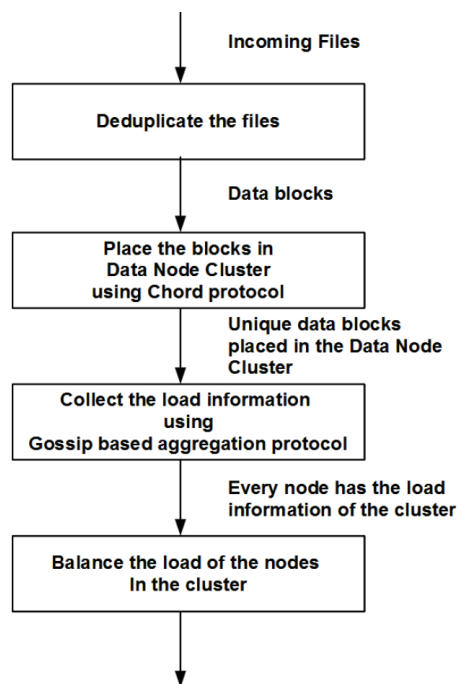 Incoming Files
Deduplicate the files
Data blocks
Place the blocks in
Data Node Cluster
using Chord protocol
Unique data blocks
placed in the Data Node
Cluster
Collect the load information
using
Gossip based aggregation protocol
Every node has the load
information of the cluster
Balance the load of the nodes
In the cluster